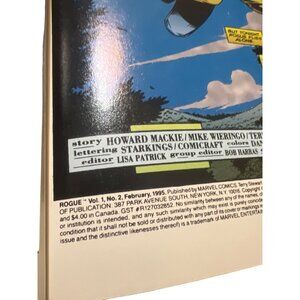 BUT TONIGHT,
ROGUE FLIES
ALONE.
story HOWARD MACKIE/MIKE WIERINGO/TER
lettering STARKINGS/COMICRAFT colors DAN
editor LISA PATRICK group editor BOB HARRAS
ROGUE™ Vol. 1, No. 2, February, 1995. Published by MARVEL COMICS, Terry Stewart
OF PUBLICATION: 387 PARK AVENUE SOUTH, NEW YORK, N.Y. 10016. Copyright
and $4.00 in Canada. GST #R127032852. No similarity between any of the names, c
or institution is intended, and any such similarity which may exist is purely coincide
condition that it shall not be sold or distributed with any part of its cover or markings
issue and the distinctive likenesses thereof) is a trademark of MARVEL ENTERTAI